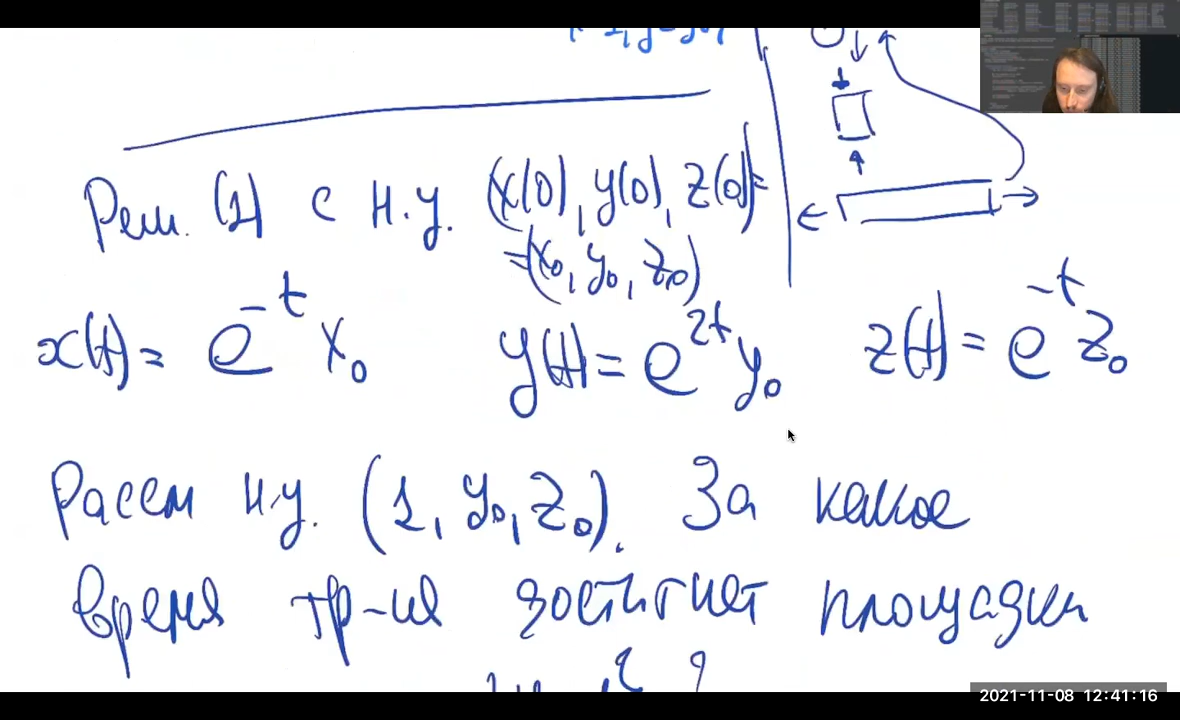 Реш. (1) с н.у. (x(0), y(0), z(0))=
=(x₀, y₀, z₀)
x(t) = e^{-t} x₀ y(t) = e^{2t} y₀ z(t) = e^{-t} z₀
Рассм н.у. (1, y₀, z₀). За какое
время тр-ия достигнет площадки
2021-11-08 12:41:16